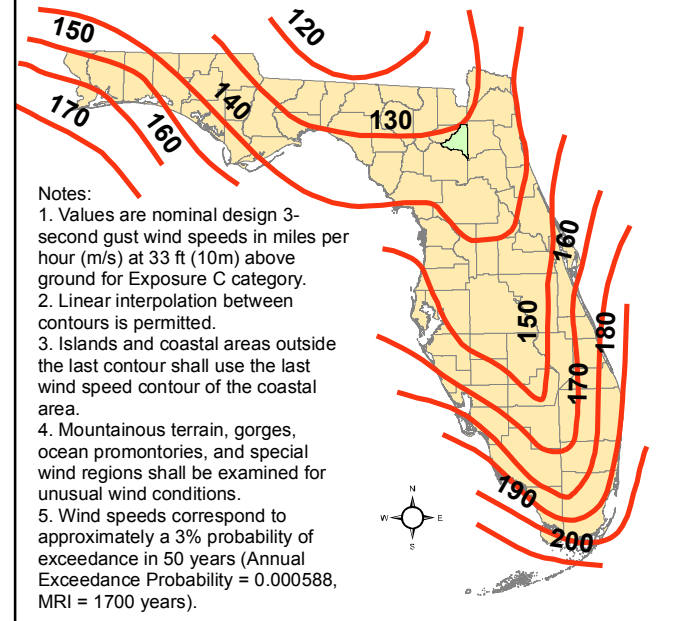 120
150
140
170
160
130
Notes:
1. Values are nominal design 3-
second gust wind speeds in miles per
hour (m/s) at 33 ft (10m) above
ground for Exposure C category.
2. Linear interpolation between
contours is permitted.
3. Islands and coastal areas outside
the last contour shall use the last
wind speed contour of the coastal
area.
4. Mountainous terrain, gorges,
ocean promontories, and special
wind regions shall be examined for
unusual wind conditions.
5. Wind speeds correspond to
approximately a 3% probability of
exceedance in 50 years (Annual
Exceedance Probability = 0.000588,
MRI = 1700 years).
160
150
180
170
190
200
N
W E
S